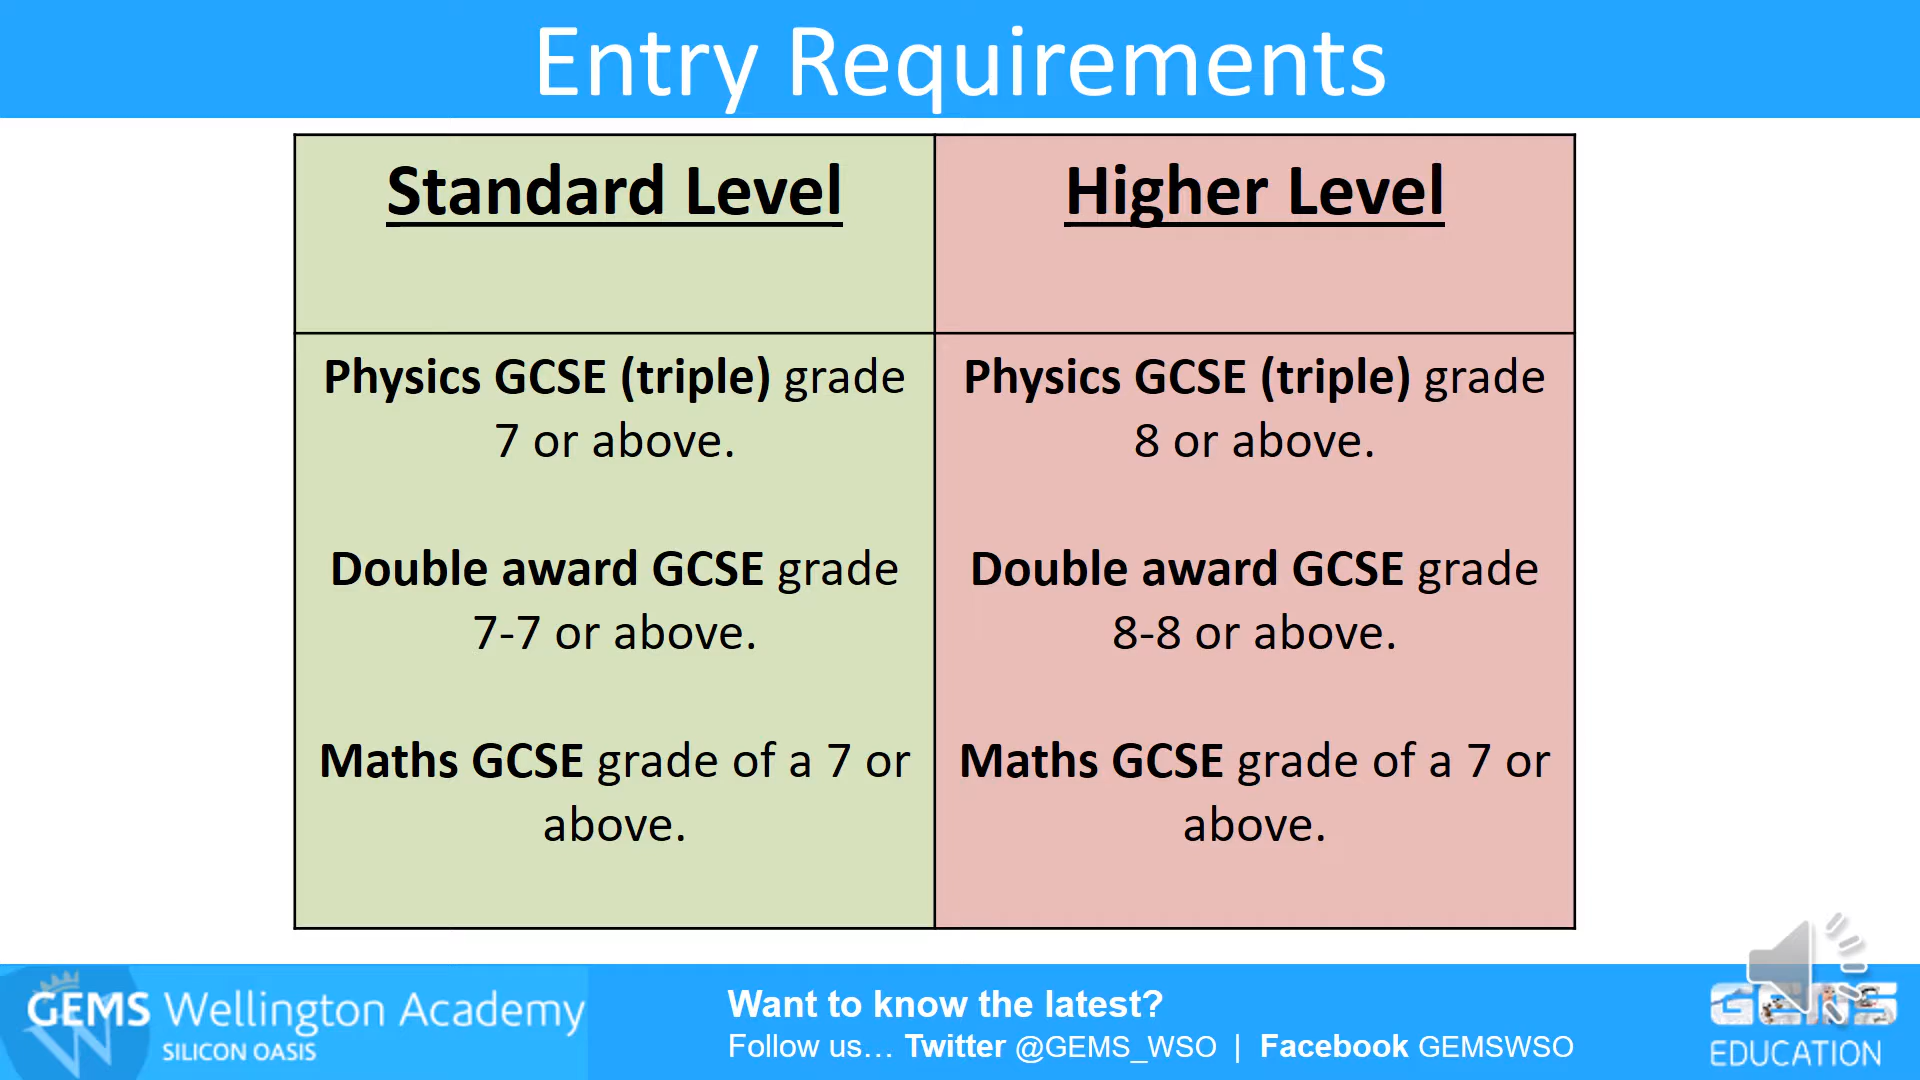 Entry Requirements
Standard Level
Higher Level
Physics GCSE (triple) grade
7 or above.
Double award GCSE grade
7-7 or above.
Maths GCSE grade of a 7 or
above.
Physics GCSE (triple) grade
8 or above.
Double award GCSE grade
8-8 or above.
Maths GCSE grade of a 7 or
above.
GEMS Wellington Academy
SILICON OASIS
Want to know the latest?
Follow us... Twitter @GEMS_WSO | Facebook GEMSWSO
GEMS
EDUCATION